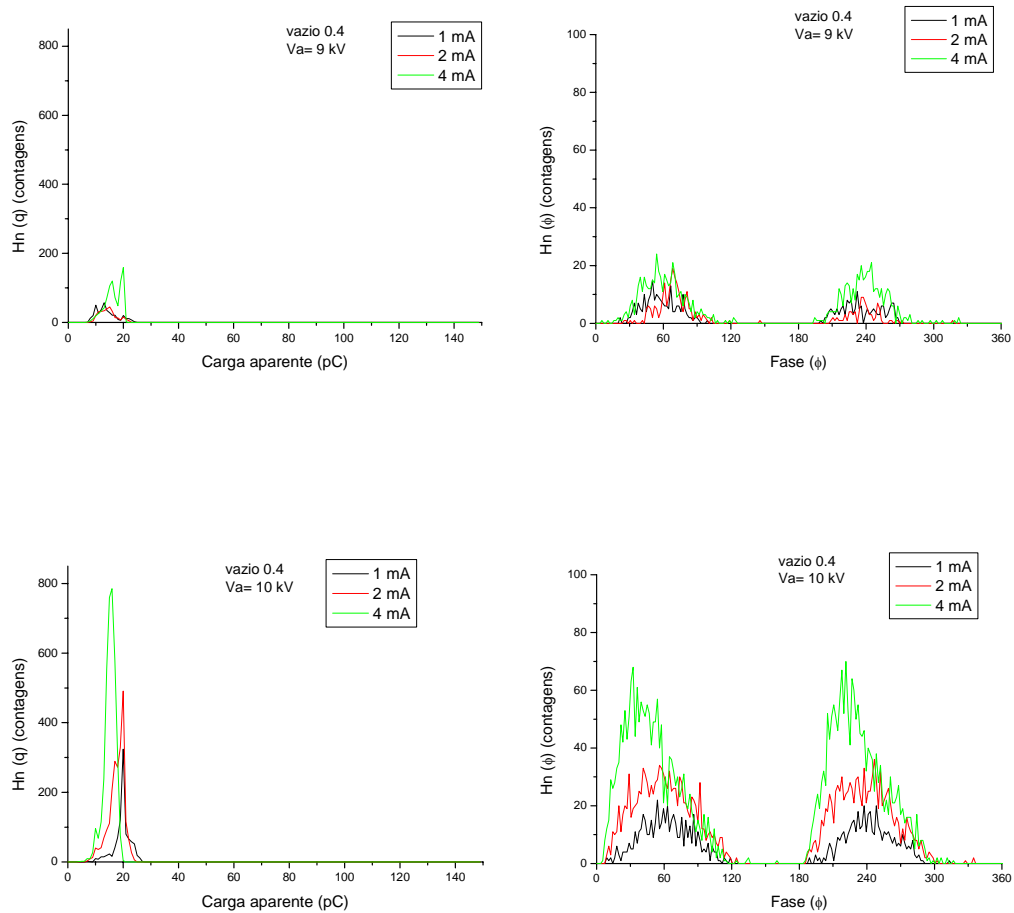 vazio 0.4
Va= 9 kV
1 mA
2 mA
4 mA
800
600
400
200
0
Hn (q) (contagens)
0 20 40 60 80 100 120 140
Carga aparente (pC)
vazio 0.4
Va= 9 kV
1 mA
2 mA
4 mA
100
80
60
40
20
0
Hn (ϕ) (contagens)
0 60 120 180 240 300 360
Fase (ϕ)
vazio 0.4
Va= 10 kV
1 mA
2 mA
4 mA
800
600
400
200
0
Hn (q) (contagens)
0 20 40 60 80 100 120 140
Carga aparente (pC)
vazio 0.4
Va= 10 kV
1 mA
2 mA
4 mA
100
80
60
40
20
0
Hn (ϕ) (contagens)
0 60 120 180 240 300 360
Fase (ϕ)